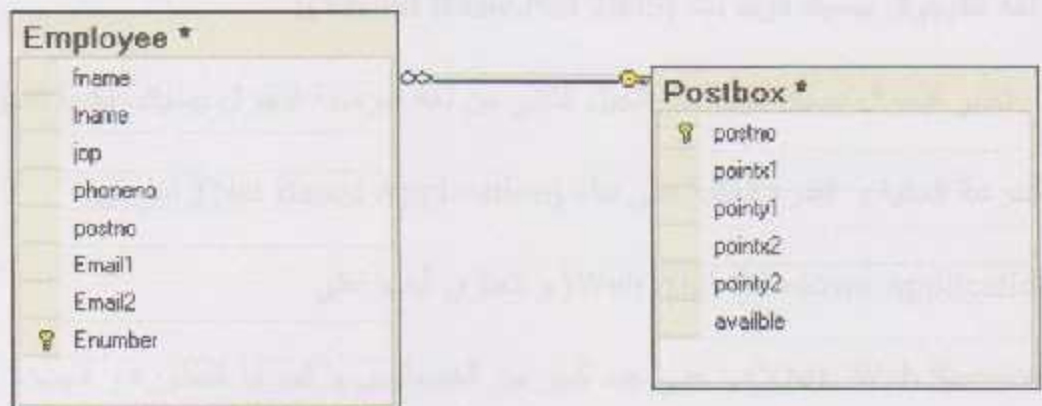 Employee *
fname
lname
jop
phoneno
postno
Email1
Email2
Enumber
Postbox *
postno
pointx1
pointy1
pointx2
pointy2
availble